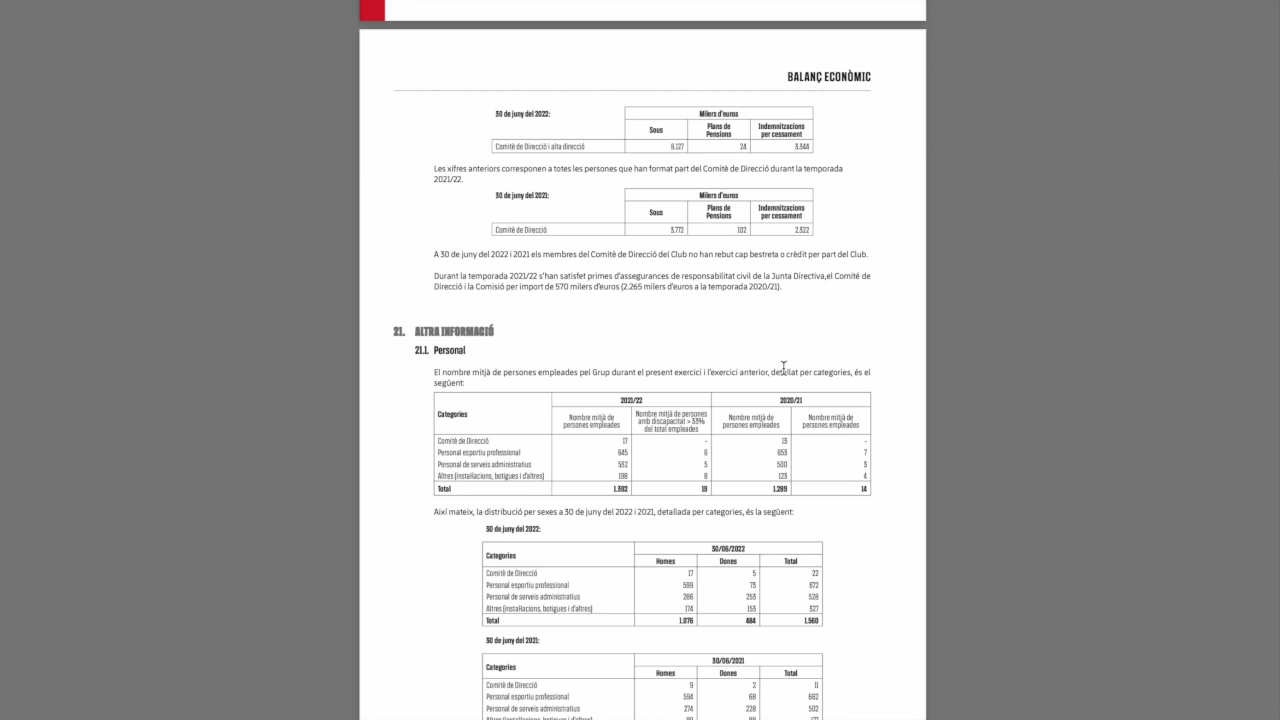 BALANÇ ECONÒMIC
30 de juny del 2022:
Milers d'euros
Sous
Plans de Pensions
Indemnitzacions per cessament
Comitè de Direcció i alta direcció 6.127 24 3.344
Les xifres anteriors corresponen a totes les persones que han format part del Comitè de Direcció durant la temporada
2021/22.
30 de juny del 2021:
Milers d'euros
Sous
Plans de Pensions
Indemnitzacions per cessament
Comitè de Direcció 3.772 102 2.322
A 30 de juny del 2022 i 2021 els membres del Comitè de Direcció del Club no han rebut cap bestreta o crèdit per part del Club.
Durant la temporada 2021/22 s'han satisfet primes d'assegurances de responsabilitat civil de la Junta Directiva,el Comité de
Direcció i la Comisió per import de 570 milers d'euros (2.265 milers d'euros a la temporada 2020/21).
21. ALTRA INFORMACIÓ
21.1. Personal
El nombre mitjà de persones empleades pel Grup durant el present exercici i l'exercici anterior, detallat per categories, és el
següent:
Categories
2021/22
2020/21
Nombre mitjà de persones empleades
Nombre mitjà de persones amb discapacitat > 33% del total empleades
Nombre mitjà de persones empleades
Nombre mitjà de persones empleades
Comitè de Direcció 17 - 13 -
Personal esportiu professional 645 6 653 7
Personal de serveis administratius 532 5 500 3
Altres (instal·lacions, botigues i d'altres) 198 8 123 4
Total 1.392 19 1.289 14
Així mateix, la distribució per sexes a 30 de juny del 2022 i 2021, detallada per categories, és la següent:
30 de juny del 2022:
Categories
30/06/2022
Homes Dones Total
Comitè de Direcció 17 5 22
Personal esportiu professional 599 73 672
Personal de serveis administratius 286 253 528
Altres (instal·lacions, botigues i d'altres) 174 153 327
Total 1.076 484 1.560
30 de juny del 2021:
Categories
30/06/2021
Homes Dones Total
Comitè de Direcció 9 2 11
Personal esportiu professional 594 68 662
Personal de serveis administratius 274 228 502